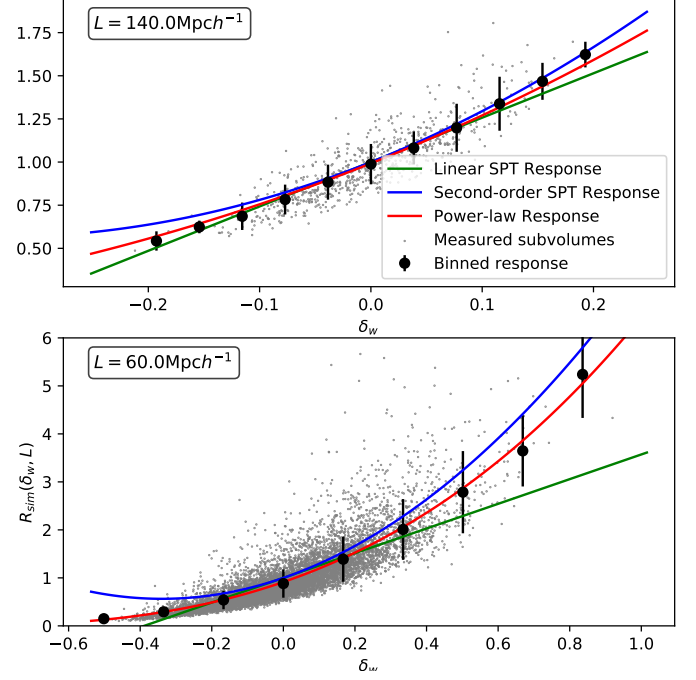 L = 140.0Mpch⁻¹
1.75
1.50
1.25
1.00
0.75
0.50
Linear SPT Response
Second-order SPT Response
Power-law Response
Measured subvolumes
Binned response
−0.2 −0.1 0.0 0.1 0.2
δ_w
L = 60.0Mpch⁻¹
R_sim(δ_w, L)
6
5
4
3
2
1
0
−0.6 −0.4 −0.2 0.0 0.2 0.4 0.6 0.8 1.0
δ_w